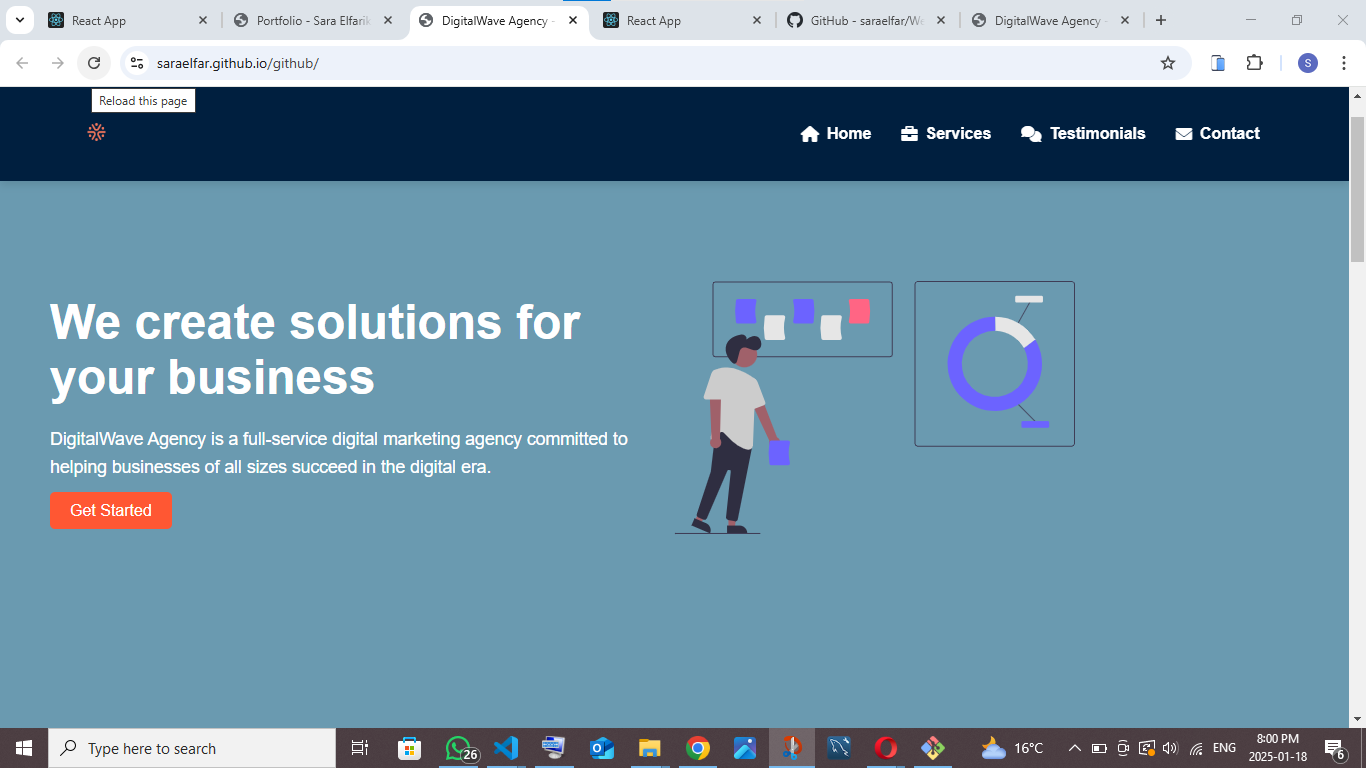 React App
Portfolio - Sara Elfarik
DigitalWave Agency -
React App
GitHub - saraelfar/We
DigitalWave Agency -
saraelfar.github.io/github/
S
Reload this page
Home
Services
Testimonials
Contact
We create solutions for
your business
DigitalWave Agency is a full-service digital marketing agency committed to
helping businesses of all sizes succeed in the digital era.
Get Started
Type here to search
26
16°C
ENG
8:00 PM
2025-01-18
6